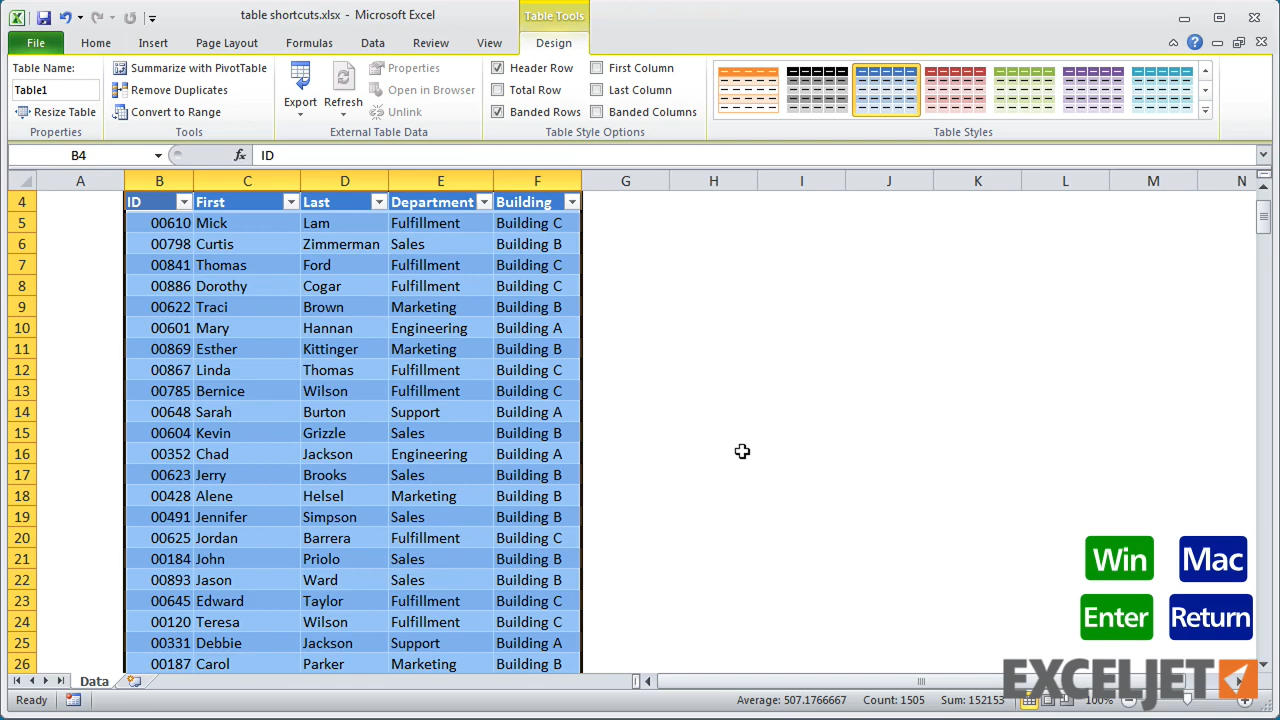 table shortcuts.xlsx - Microsoft Excel
Table Tools
File Home Insert Page Layout Formulas Data Review View Design
Table Name:
Table1
Resize Table
Properties
Summarize with PivotTable
Remove Duplicates
Convert to Range
Tools
Export Refresh
Properties
Open in Browser
Unlink
External Table Data
Header Row First Column
Total Row Last Column
Banded Rows Banded Columns
Table Style Options
Table Styles
B4 fx ID
A B C D E F G H I J K L M N
4 ID First Last Department Building
5 00610 Mick Lam Fulfillment Building C
6 00798 Curtis Zimmerman Sales Building B
7 00841 Thomas Ford Fulfillment Building C
8 00886 Dorothy Cogar Fulfillment Building C
9 00622 Traci Brown Marketing Building B
10 00601 Mary Hannan Engineering Building A
11 00869 Esther Kittinger Marketing Building B
12 00867 Linda Thomas Fulfillment Building C
13 00785 Bernice Wilson Fulfillment Building C
14 00648 Sarah Burton Support Building A
15 00604 Kevin Grizzle Sales Building B
16 00352 Chad Jackson Engineering Building A
17 00623 Jerry Brooks Sales Building B
18 00428 Alene Helsel Marketing Building B
19 00491 Jennifer Simpson Sales Building B
20 00625 Jordan Barrera Fulfillment Building C
21 00184 John Priolo Sales Building B
22 00893 Jason Ward Sales Building B
23 00645 Edward Taylor Fulfillment Building C
24 00120 Teresa Wilson Fulfillment Building C
25 00331 Debbie Jackson Support Building A
26 00187 Carol Parker Marketing Building B
Win Mac
Enter Return
EXCELJET
Data
Ready Average: 507.1766667 Count: 1505 Sum: 152153 100%